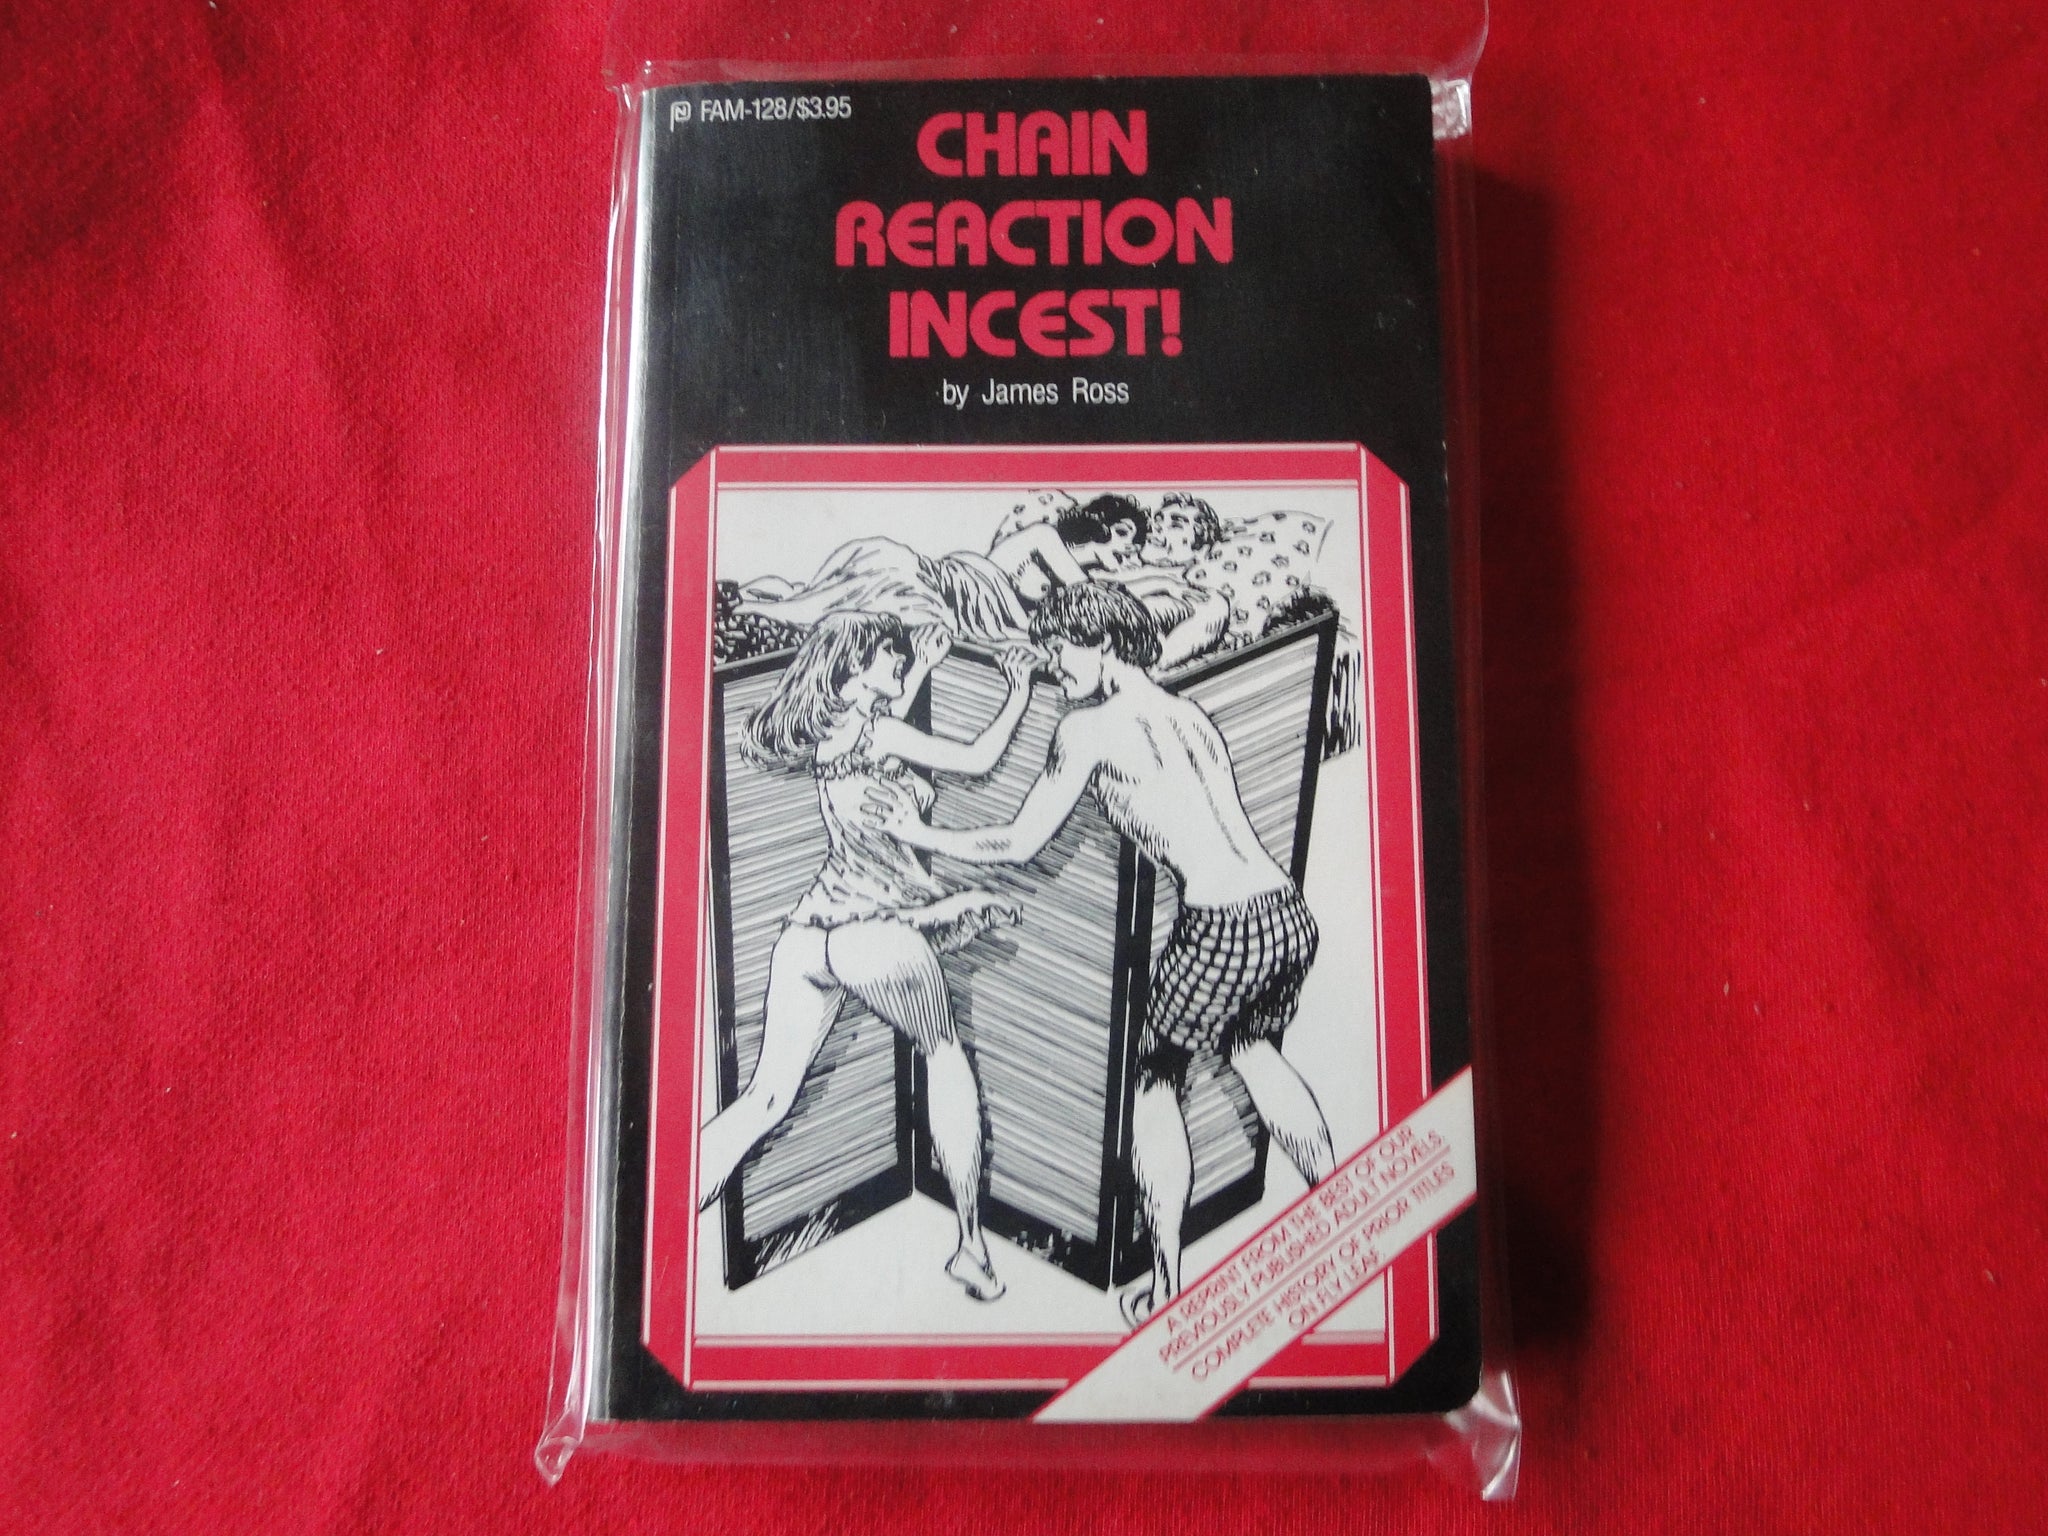 FAM-128/$3.95
CHAIN
REACTION
INCEST!
by James Ross
A REPRINT FROM THE BEST OF OUR
PREVIOUSLY PUBLISHED ADULT NOVELS
COMPLETE HISTORY OF PRIOR TITLES
ON FLY LEAF.